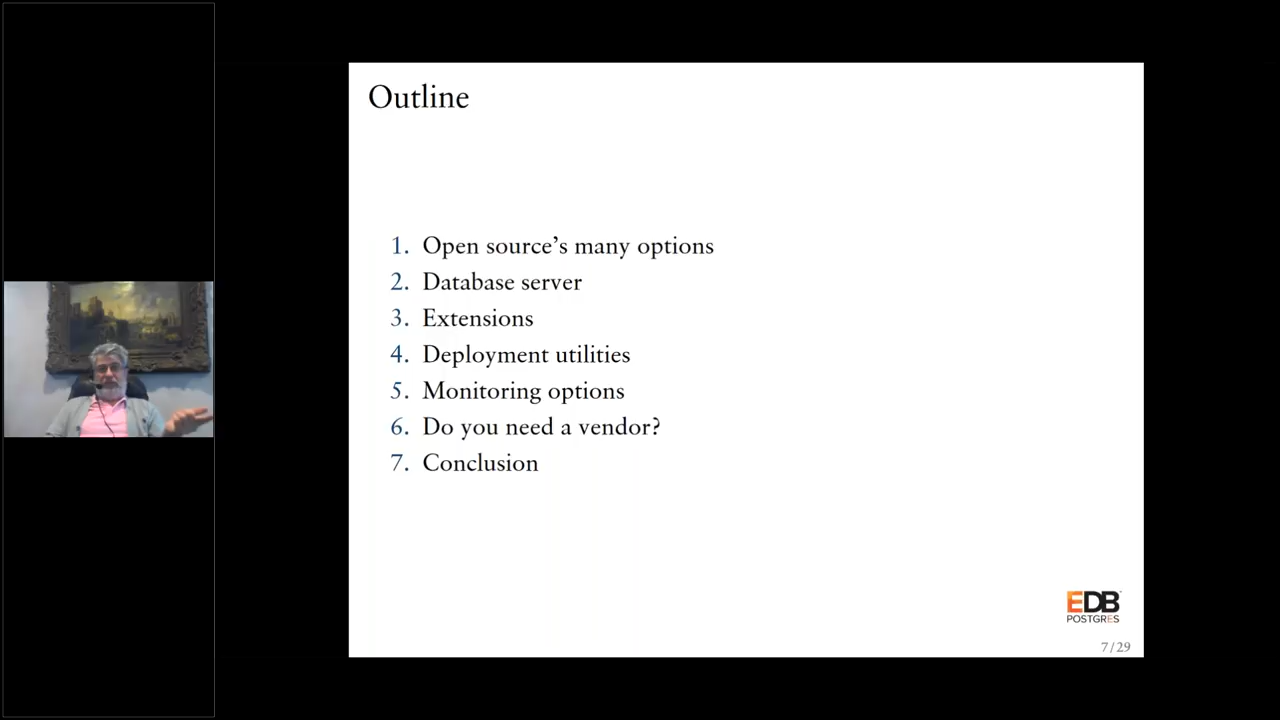 Outline
1. Open source’s many options
2. Database server
3. Extensions
4. Deployment utilities
5. Monitoring options
6. Do you need a vendor?
7. Conclusion
EDB
POSTGRES
7/29